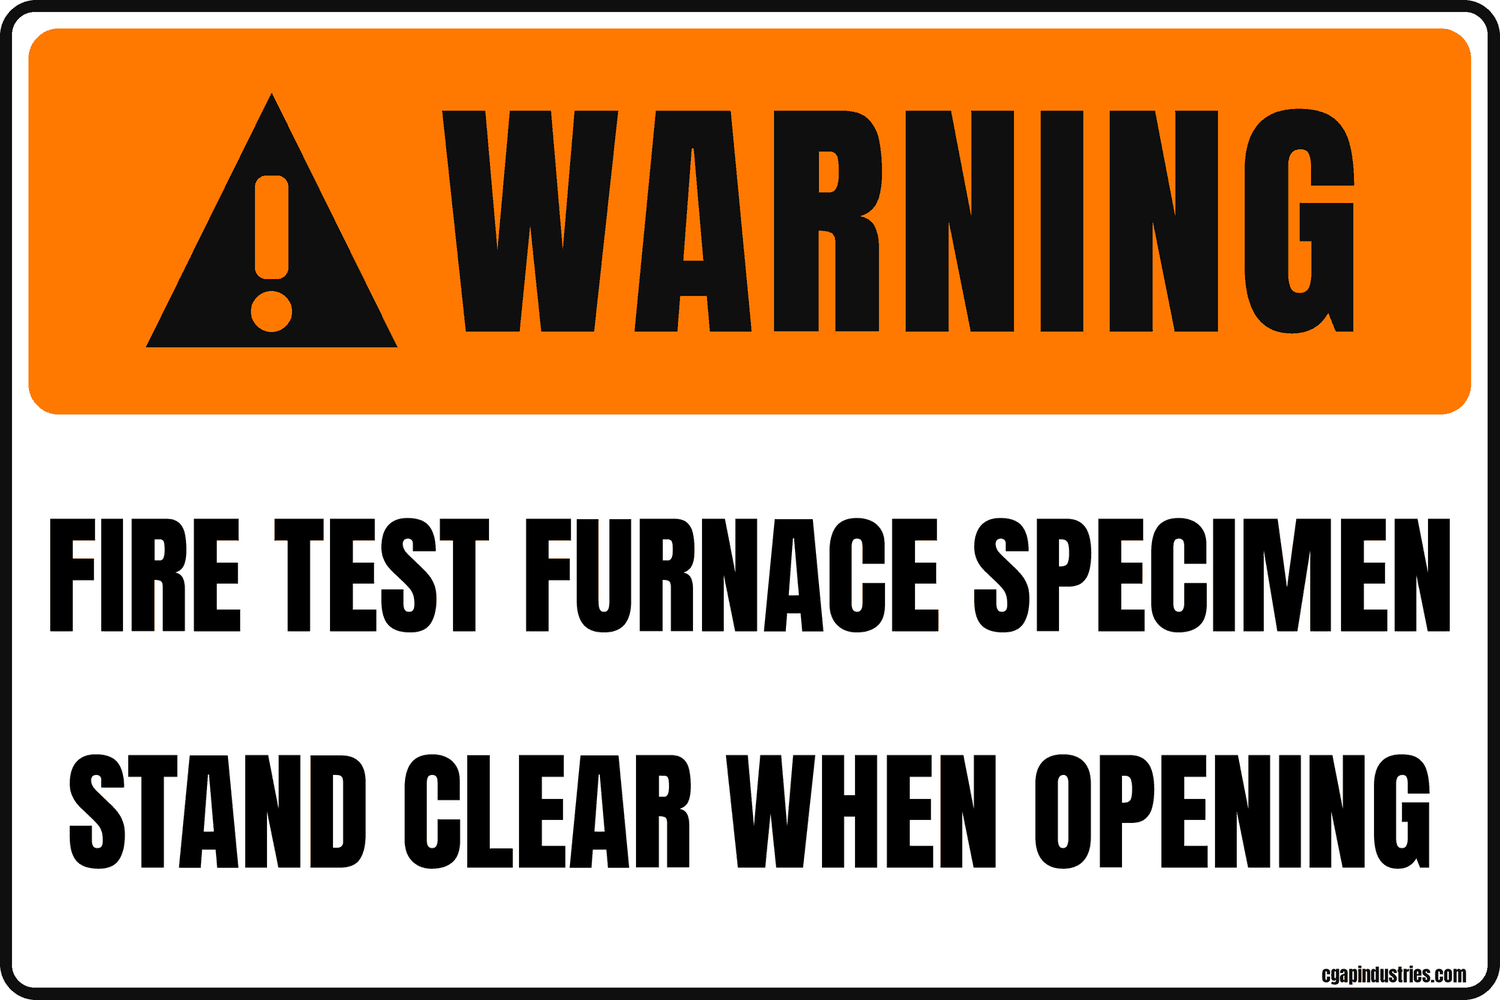 WARNING
FIRE TEST FURNACE SPECIMEN
STAND CLEAR WHEN OPENING
cgapindustries.com